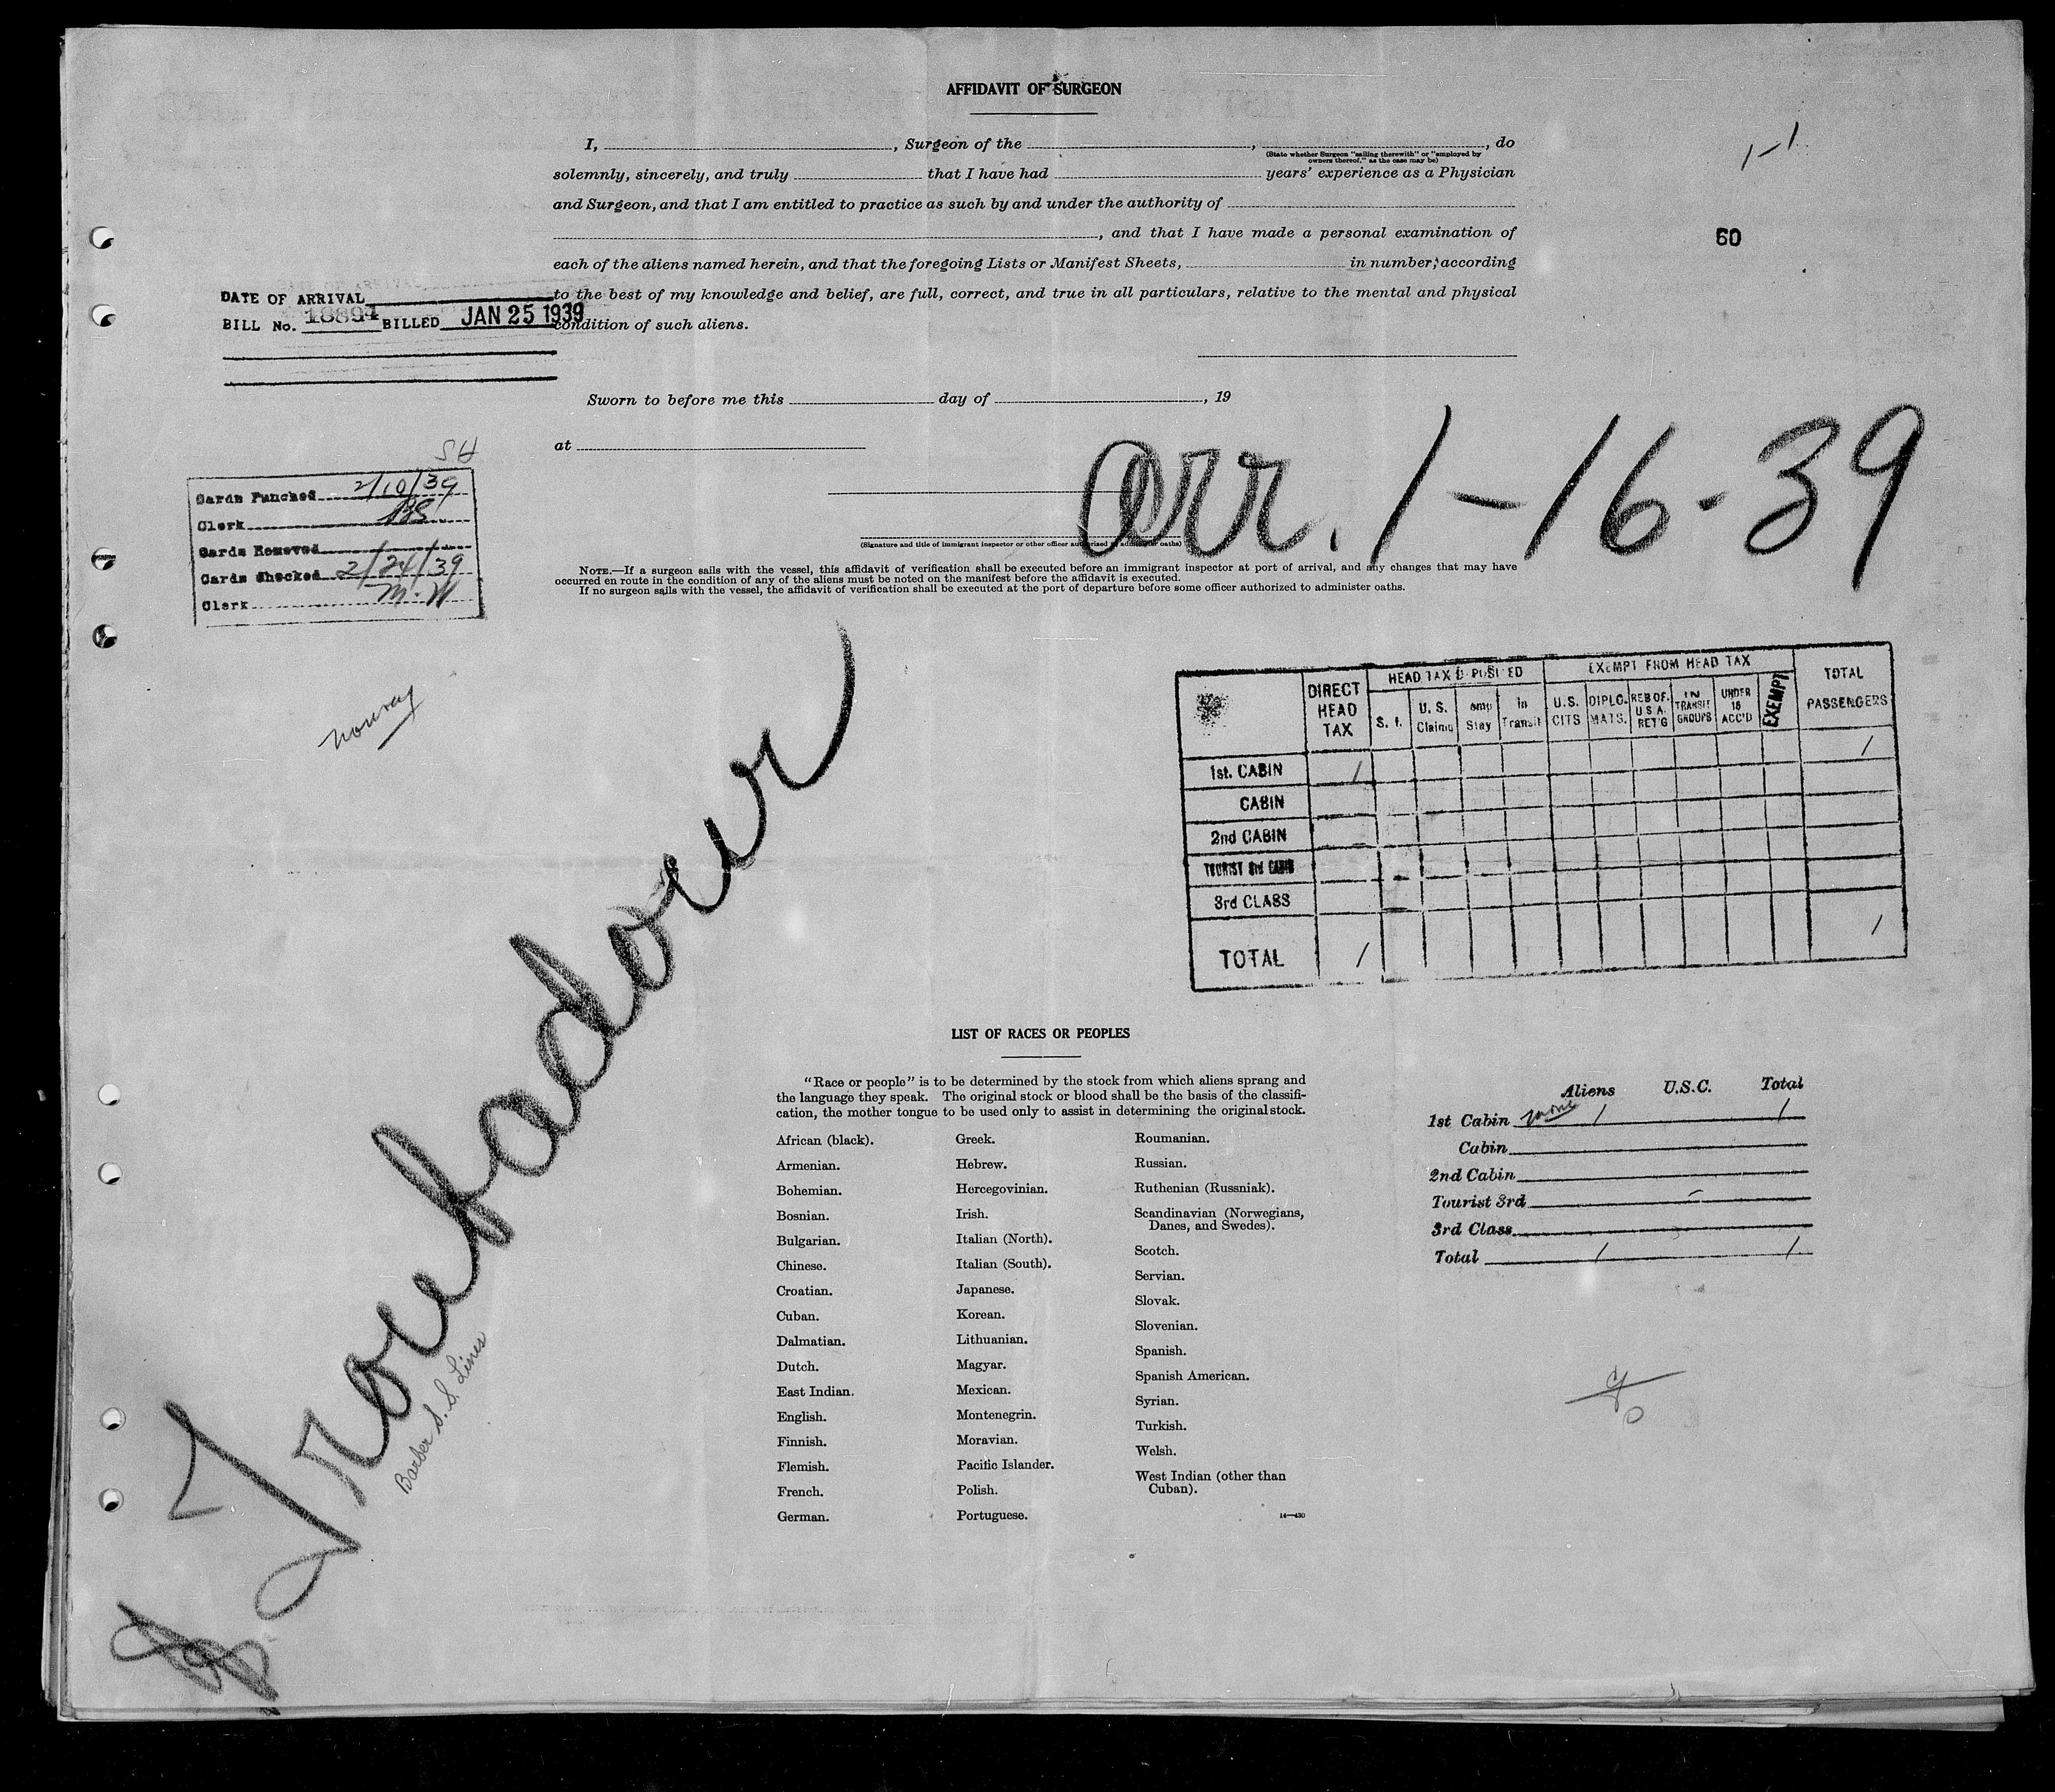 AFFIDAVIT OF SURGEON
I, , Surgeon of the , , do
(State whether Surgeon "sailing therewith" or "employed by owners thereof," as the case may be)
solemnly, sincerely, and truly that I have had years' experience as a Physician
and Surgeon, and that I am entitled to practice as such by and under the authority of
, and that I have made a personal examination of
each of the aliens named herein, and that the foregoing Lists or Manifest Sheets, in number, according
to the best of my knowledge and belief, are full, correct, and true in all particulars, relative to the mental and physical
condition of such aliens.
1-1
60
DATE OF ARRIVAL
BILL No. 18894 BILLED JAN 25 1939
Sworn to before me this day of , 19
at
arr. 1-16-39
(Signature and title of immigrant inspector or other officer authorized to administer oaths)
NOTE.—If a surgeon sails with the vessel, this affidavit of verification shall be executed before an immigrant inspector at port of arrival, and any changes that may have
occurred en route in the condition of any of the aliens must be noted on the manifest before the affidavit is executed.
If no surgeon sails with the vessel, the affidavit of verification shall be executed at the port of departure before some officer authorized to administer oaths.
SH
Cards Punched 2/10/39
Clerk
Cards Removed
Cards Checked 2/24/39
Clerk M. W
Norway
Troubadour
Barber S. S. Lines
DIRECT HEAD TAX
HEAD TAX DEPOSITED
EXEMPT FROM HEAD TAX
TOTAL PASSENGERS
S. I.
U. S. Claims
Temp Stay
In Transit
U.S. CITS
DIPLO. MATS.
REB OF. U S A. RET'G
IN TRANSIT GROUPS
UNDER 16 ACC'D
EXEMPT
1st. CABIN 1 1
CABIN
2nd CABIN
TOURIST 3rd CABIN
3rd CLASS
TOTAL 1 1
LIST OF RACES OR PEOPLES
"Race or people" is to be determined by the stock from which aliens sprang and
the language they speak. The original stock or blood shall be the basis of the classifi-
cation, the mother tongue to be used only to assist in determining the original stock.
African (black).
Armenian.
Bohemian.
Bosnian.
Bulgarian.
Chinese.
Croatian.
Cuban.
Dalmatian.
Dutch.
East Indian.
English.
Finnish.
Flemish.
French.
German.
Greek.
Hebrew.
Hercegovinian.
Irish.
Italian (North).
Italian (South).
Japanese.
Korean.
Lithuanian.
Magyar.
Mexican.
Montenegrin.
Moravian.
Pacific Islander.
Polish.
Portuguese.
Roumanian.
Russian.
Ruthenian (Russniak).
Scandinavian (Norwegians,
Danes, and Swedes).
Scotch.
Servian.
Slovak.
Slovenian.
Spanish.
Spanish American.
Syrian.
Turkish.
Welsh.
West Indian (other than
Cuban).
14—430
Aliens U.S.C. Total
1st Cabin 1 1
Cabin
2nd Cabin
Tourist 3rd
3rd Class
Total 1 1